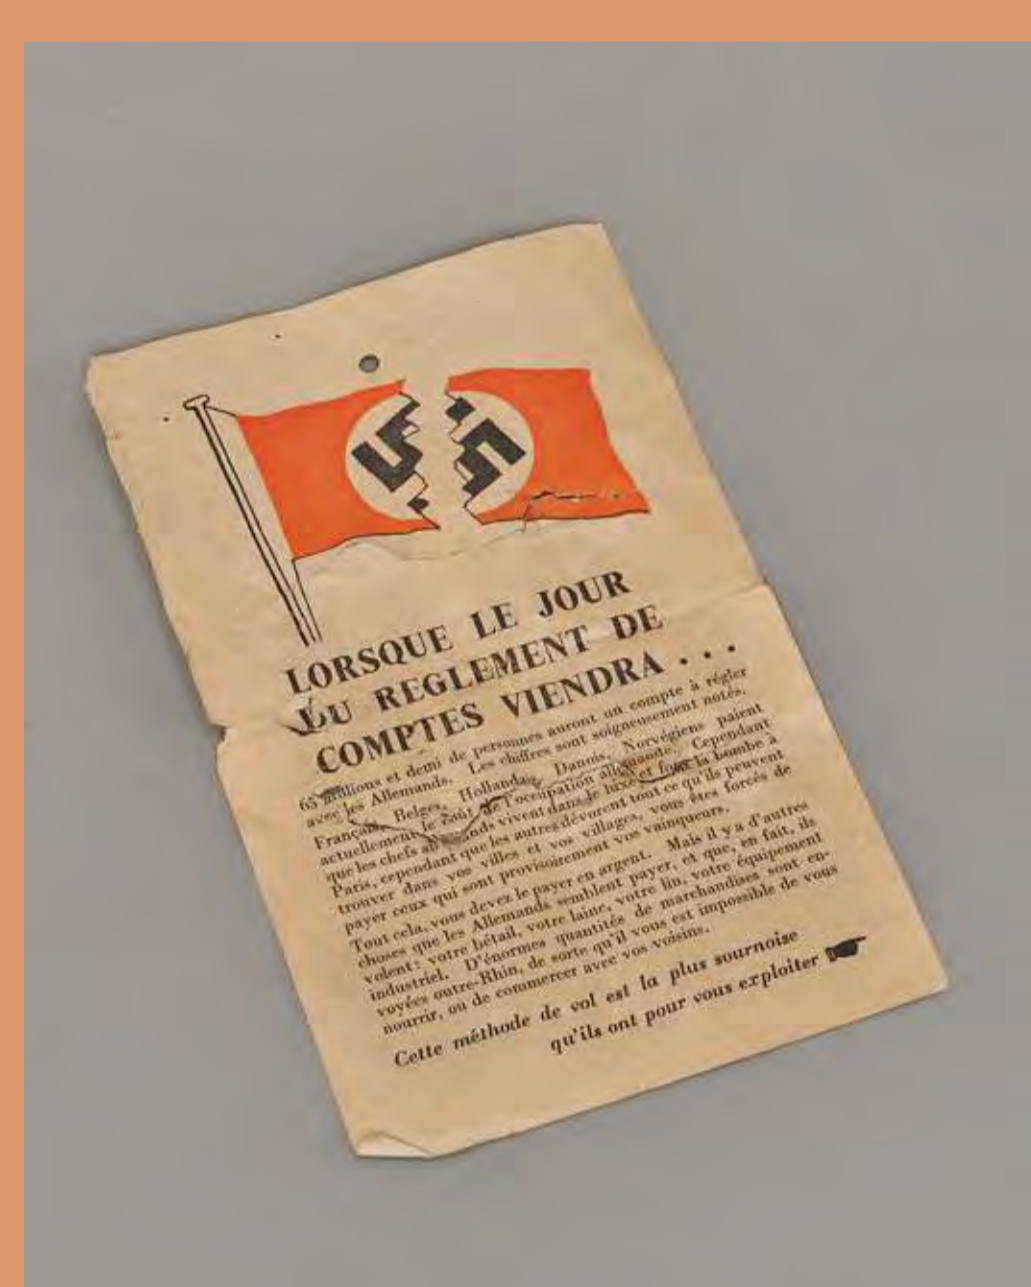 LORSQUE LE JOUR
DU REGLEMENT DE
COMPTES VIENDRA . . .
65 millions et demi de personnes auront un compte à régler
avec les Allemands. Les chiffres sont soigneusement notés.
Français, Belges, Hollandais, Danois, Norvégiens paient
actuellement le coût de l'occupation allemande. Cependant
que les chefs allemands vivent dans le luxe et font la bombe à
Paris, cependant que les autres dévorent tout ce qu'ils peuvent
trouver dans vos villes et vos villages, vous êtes forcés de
payer ceux qui sont provisoirement vos vainqueurs.
Tout cela, vous devez le payer en argent. Mais il y a d'autres
choses que les Allemands semblent payer, et que, en fait, ils
volent : votre bétail, votre laine, votre lin, votre équipement
industriel. D'énormes quantités de marchandises sont en-
voyées outre-Rhin, de sorte qu'il vous est impossible de vous
nourrir, ou de commercer avec vos voisins.
Cette méthode de vol est la plus sournoise
qu'ils ont pour vous exploiter